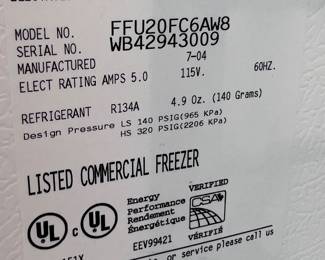 MODEL NO. FFU20FC6AW8
SERIAL NO. WB42943009
MANUFACTURED 7-04
ELECT RATING AMPS 5.0 115V. 60HZ.
REFRIGERANT R134A 4.9 Oz. (140 Grams)
Design Pressure LS 140 PSIG(965 KPa)
HS 320 PSIG(2206 KPa)
LISTED COMMERCIAL FREEZER
UL C UL
Energy
Performance
Rendement
Énergétique
EEV99421
VERIFIED
CSA
or service please call us